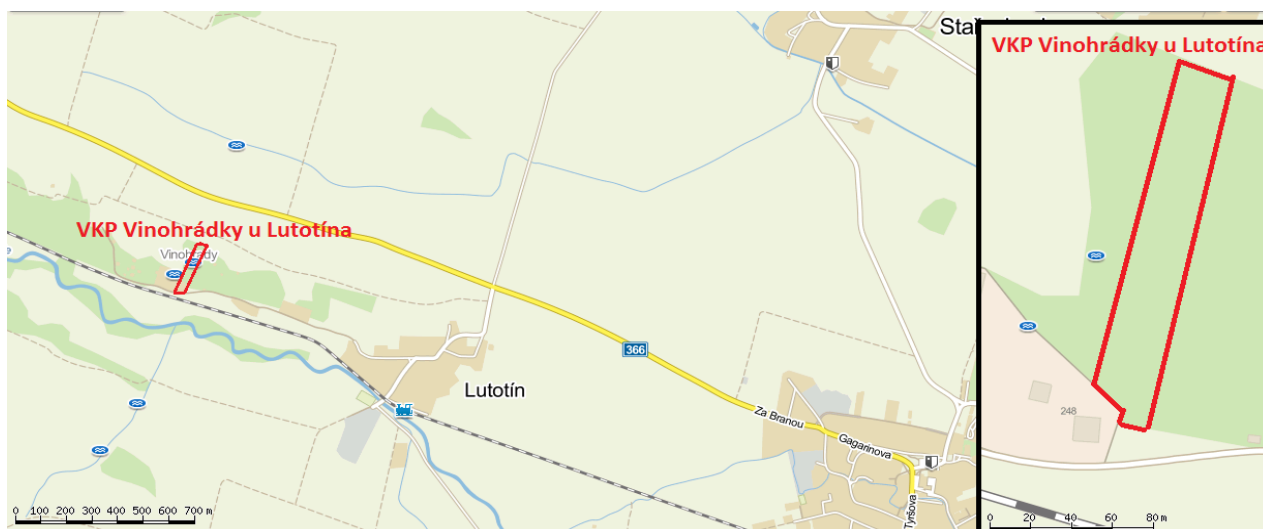 VKP Vinohrádky u Lutotína
Vinohrady
366
Lutotín
Za Branou
Gagarinova
Tyršova
0 100 200 300 400 500 600 700 m
VKP Vinohrádky u Lutotína
248
0 20 40 60 80 m